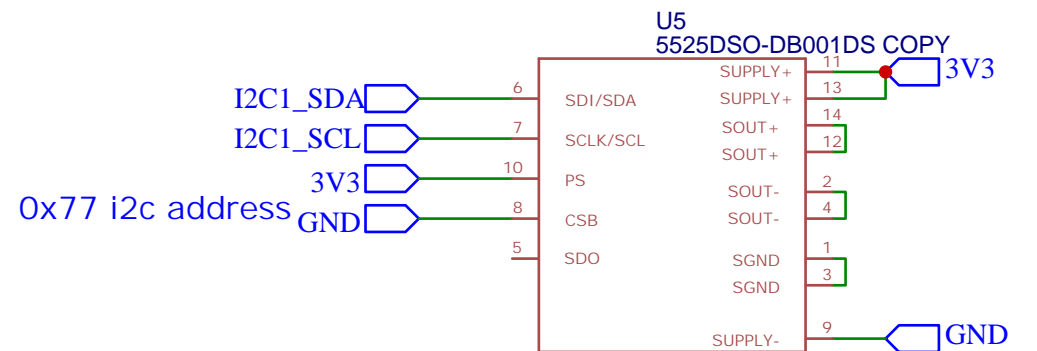 U5
5525DSO-DB001DS COPY
I2C1_SDA 6 SDI/SDA
I2C1_SCL 7 SCLK/SCL
3V3 10 PS
0x77 i2c address GND 8 CSB
5 SDO
SUPPLY+ 11 3V3
SUPPLY+ 13
SOUT+ 14
SOUT+ 12
SOUT- 2
SOUT- 4
SGND 1
SGND 3
SUPPLY- 9 GND